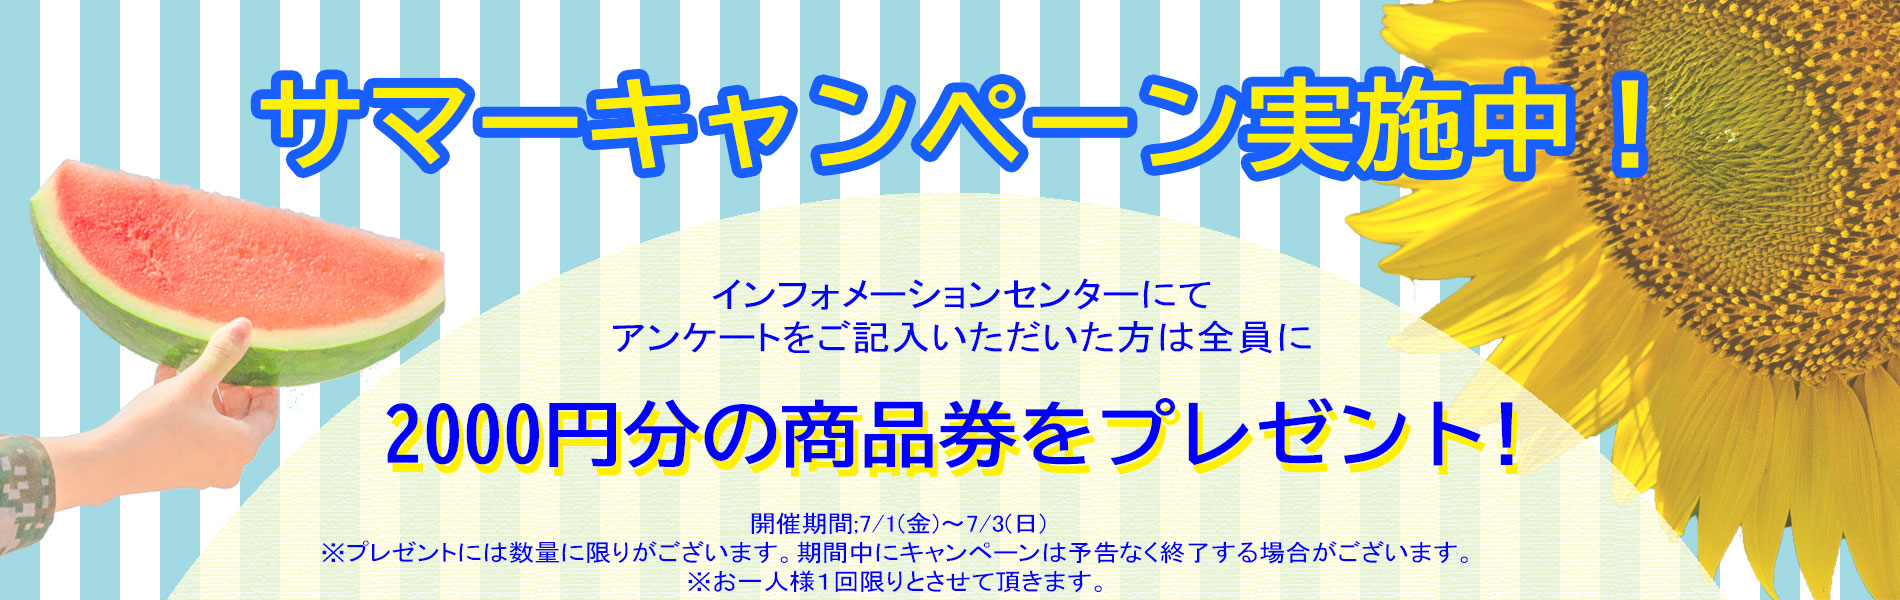 サマーキャンペーン実施中！
インフォメーションセンターにて
アンケートをご記入いただいた方は全員に
2000円分の商品券をプレゼント！
開催期間;7/1(金)～7/3(日)
※プレゼントには数量に限りがございます。期間中にキャンペーンは予告なく終了する場合がございます。
※お一人様１回限りとさせて頂きます。